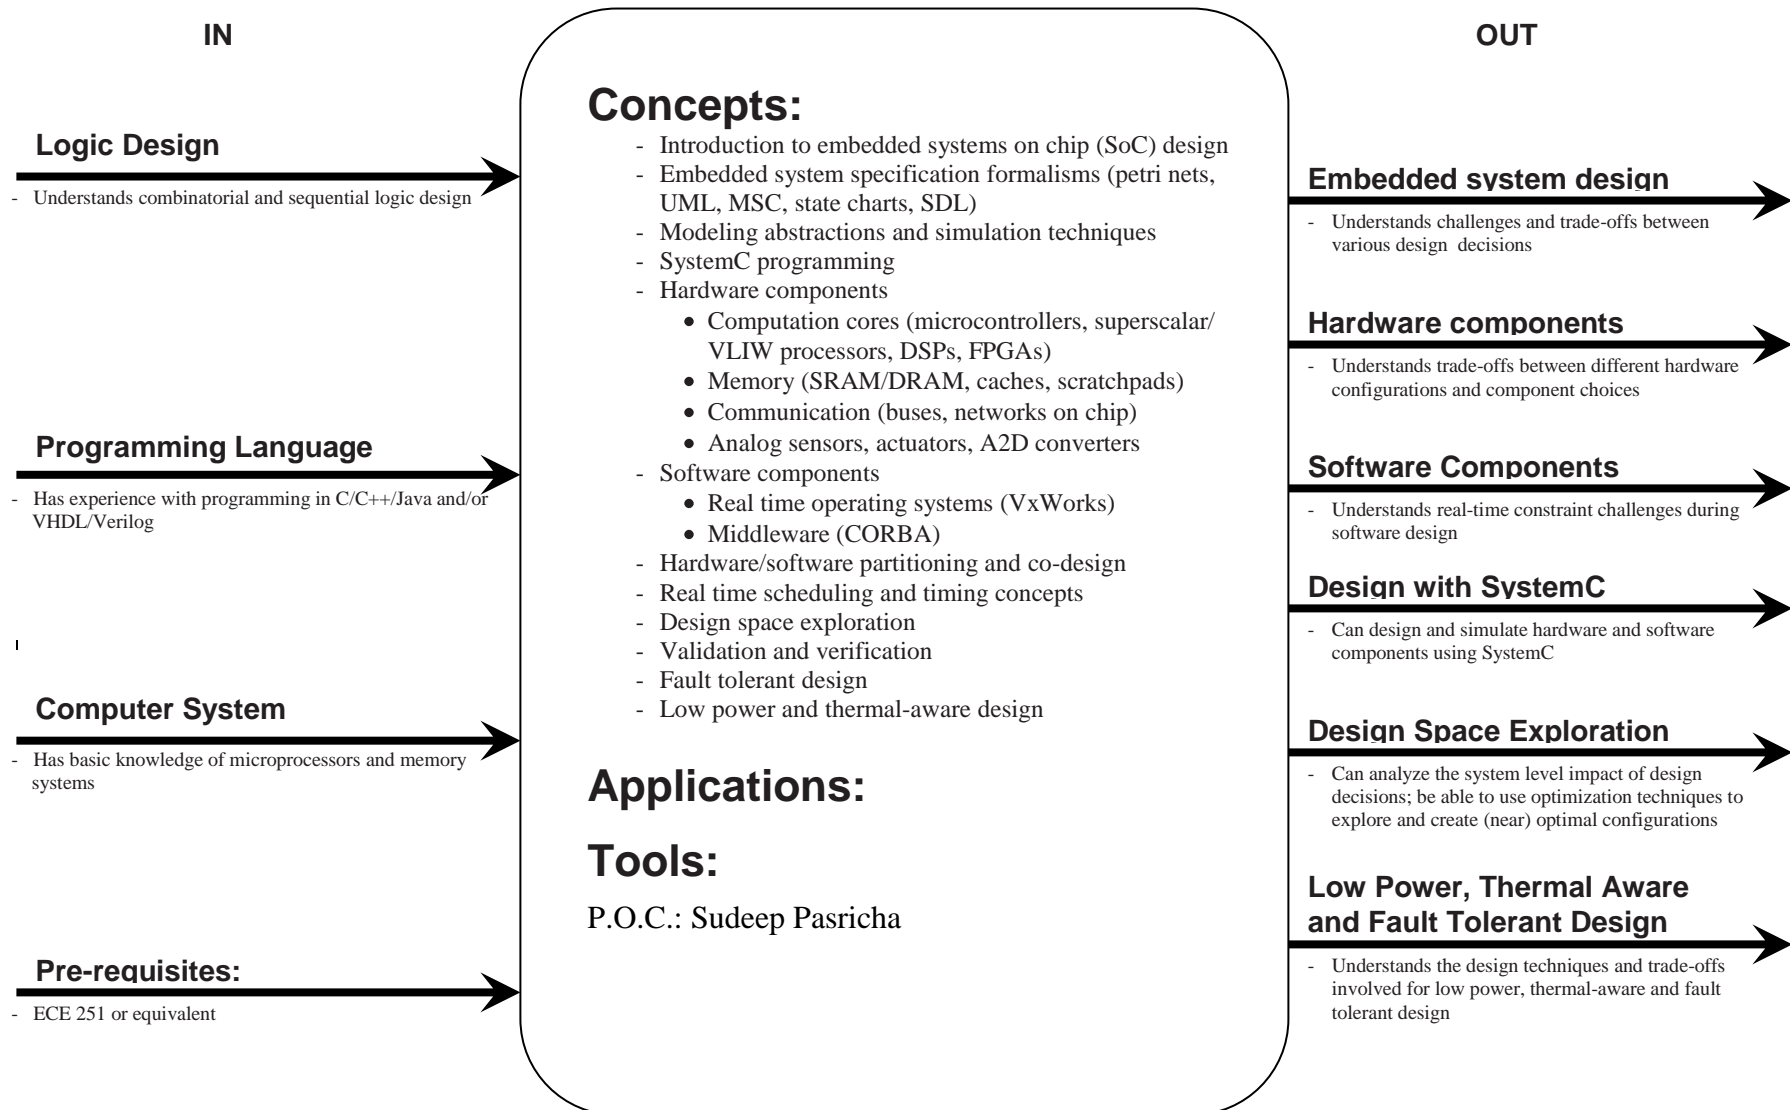 IN
Logic Design
- Understands combinatorial and sequential logic design
Programming Language
- Has experience with programming in C/C++/Java and/or
VHDL/Verilog
Computer System
- Has basic knowledge of microprocessors and memory
systems
Pre-requisites:
- ECE 251 or equivalent
Concepts:
- Introduction to embedded systems on chip (SoC) design
- Embedded system specification formalisms (petri nets,
UML, MSC, state charts, SDL)
- Modeling abstractions and simulation techniques
- SystemC programming
- Hardware components
• Computation cores (microcontrollers, superscalar/
VLIW processors, DSPs, FPGAs)
• Memory (SRAM/DRAM, caches, scratchpads)
• Communication (buses, networks on chip)
• Analog sensors, actuators, A2D converters
- Software components
• Real time operating systems (VxWorks)
• Middleware (CORBA)
- Hardware/software partitioning and co-design
- Real time scheduling and timing concepts
- Design space exploration
- Validation and verification
- Fault tolerant design
- Low power and thermal-aware design
Applications:
Tools:
P.O.C.: Sudeep Pasricha
OUT
Embedded system design
- Understands challenges and trade-offs between
various design decisions
Hardware components
- Understands trade-offs between different hardware
configurations and component choices
Software Components
- Understands real-time constraint challenges during
software design
Design with SystemC
- Can design and simulate hardware and software
components using SystemC
Design Space Exploration
- Can analyze the system level impact of design
decisions; be able to use optimization techniques to
explore and create (near) optimal configurations
Low Power, Thermal Aware
and Fault Tolerant Design
- Understands the design techniques and trade-offs
involved for low power, thermal-aware and fault
tolerant design